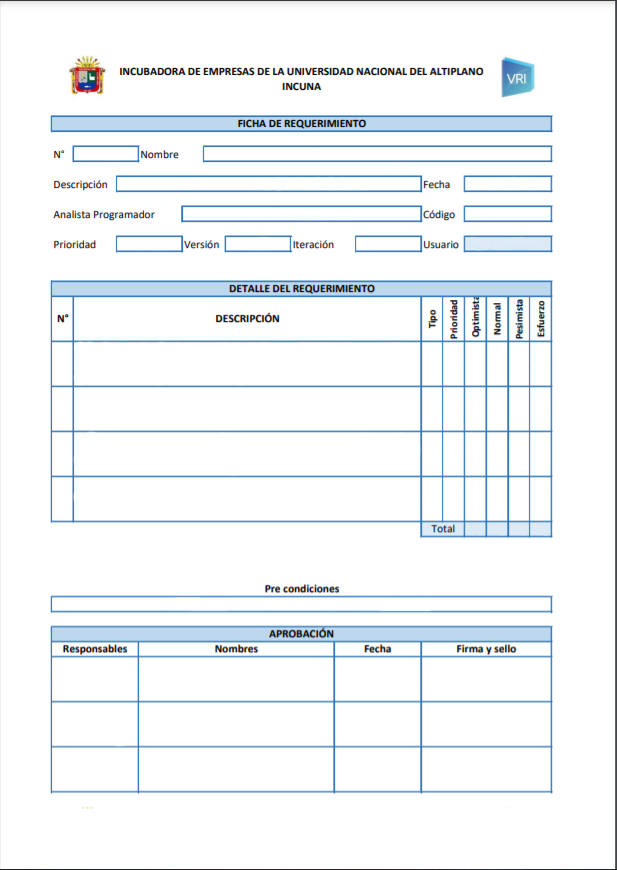 INCUBADORA DE EMPRESAS DE LA UNIVERSIDAD NACIONAL DEL ALTIPLANO
INCUNA
VRI
FICHA DE REQUERIMIENTO
N° Nombre
Descripción Fecha
Analista Programador Código
Prioridad Versión Iteración Usuario
DETALLE DEL REQUERIMIENTO
N° DESCRIPCIÓN Tipo Prioridad Optimista Normal Pesimista Esfuerzo
Total
Pre condiciones
APROBACIÓN
Responsables Nombres Fecha Firma y sello